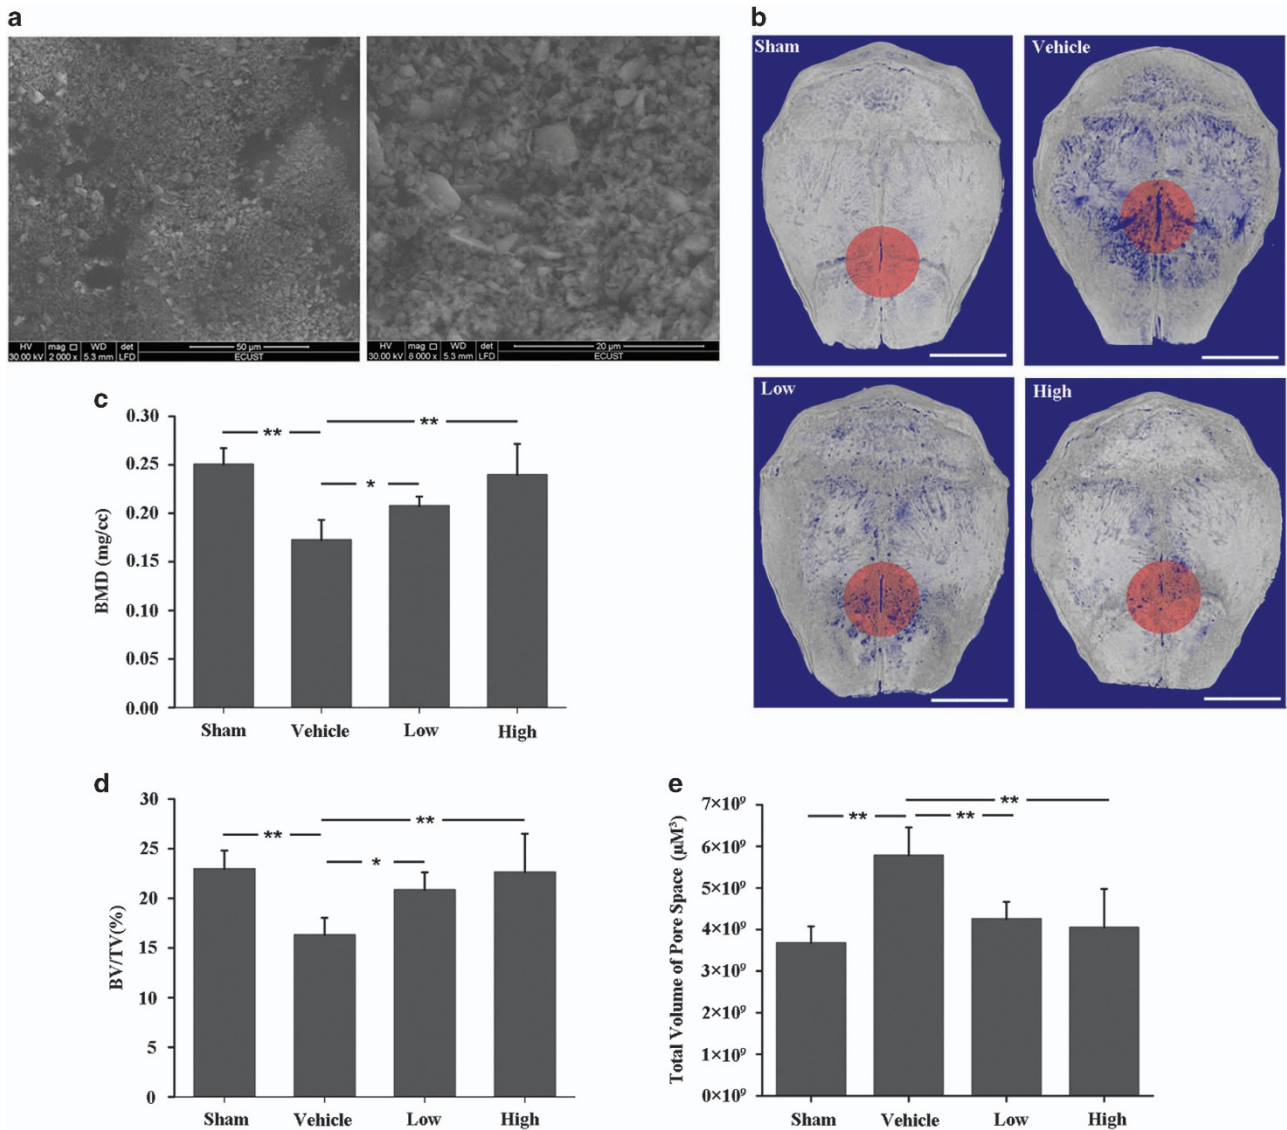 a
HV mag □ WD det 50 µm
30.00 kV 2 000 x 5.3 mm LFD ECUST
HV mag □ WD det 20 µm
30.00 kV 8 000 x 5.3 mm LFD ECUST
b
Sham
Vehicle
Low
High
c
BMD (mg/cc)
0.30
0.25
0.20
0.15
0.10
0.05
0.00
**
**
*
Sham Vehicle Low High
d
BV/TV(%)
30
25
20
15
10
5
0
**
**
*
Sham Vehicle Low High
e
Total Volume of Pore Space (µM³)
7×10⁹
6×10⁹
5×10⁹
4×10⁹
3×10⁹
2×10⁹
1×10⁹
0×10⁹
**
**
**
Sham Vehicle Low High